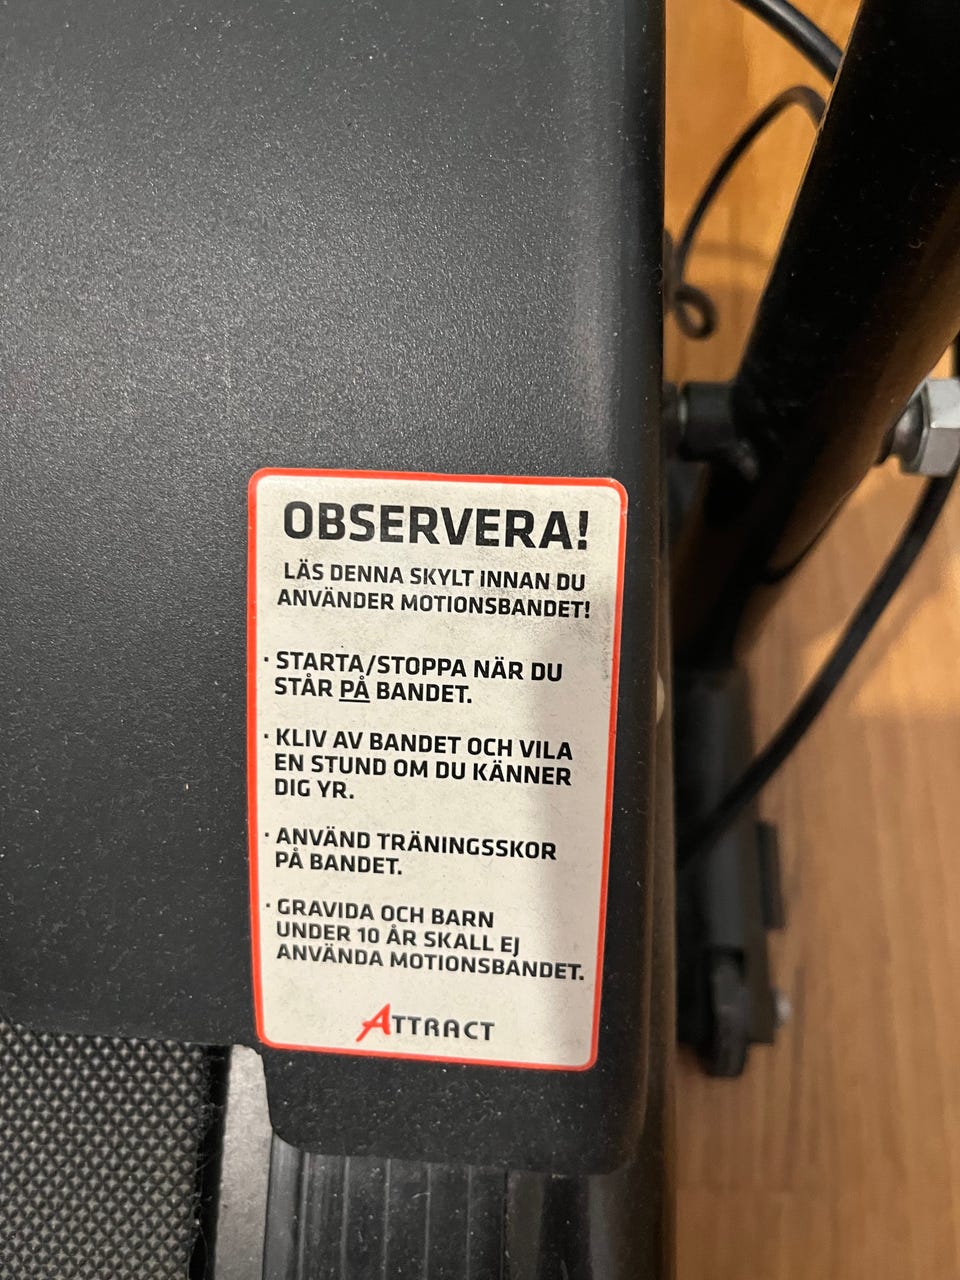 OBSERVERA!
LÄS DENNA SKYLT INNAN DU
ANVÄNDER MOTIONSBANDET!
· STARTA/STOPPA NÄR DU
STÅR PÅ BANDET.
· KLIV AV BANDET OCH VILA
EN STUND OM DU KÄNNER
DIG YR.
· ANVÄND TRÄNINGSSKOR
PÅ BANDET.
· GRAVIDA OCH BARN
UNDER 10 ÅR SKALL EJ
ANVÄNDA MOTIONSBANDET.
ATTRACT